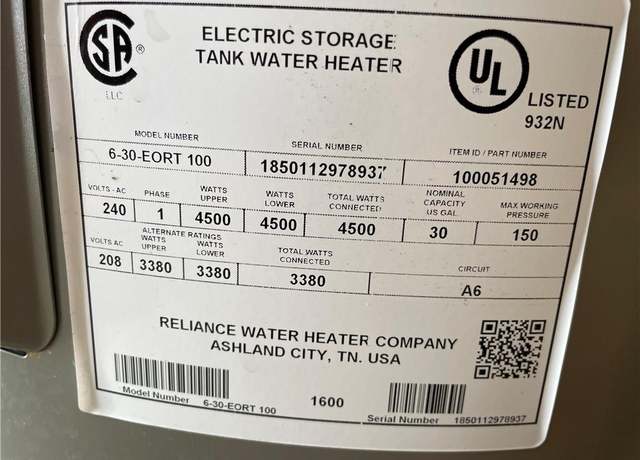 SA
®
LLC
ELECTRIC STORAGE
TANK WATER HEATER
UL
®
LISTED
932N
MODEL NUMBER SERIAL NUMBER ITEM ID / PART NUMBER
6-30-EORT 100 1850112978937 100051498
VOLTS - AC PHASE WATTS UPPER WATTS LOWER TOTAL WATTS CONNECTED NOMINAL CAPACITY US GAL. MAX WORKING PRESSURE
240 1 4500 4500 4500 30 150
ALTERNATE RATINGS
VOLTS AC WATTS UPPER WATTS LOWER TOTAL WATTS CONNECTED CIRCUIT
208 3380 3380 3380 A6
RELIANCE WATER HEATER COMPANY
ASHLAND CITY, TN. USA
Model Number 6-30-EORT 100 1600 Serial Number 1850112978937